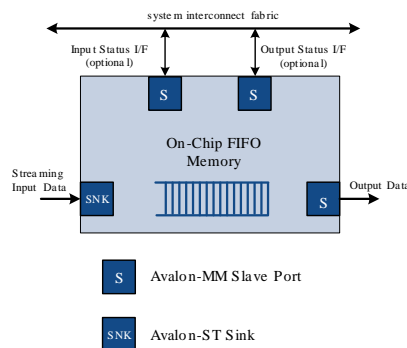 system interconnect fabric
Input Status I/F
(optional)
Output Status I/F
(optional)
S
S
On-Chip FIFO
Memory
Streaming
Input Data
SNK
S
Output Data
S
Avalon-MM Slave Port
SNK
Avalon-ST Sink